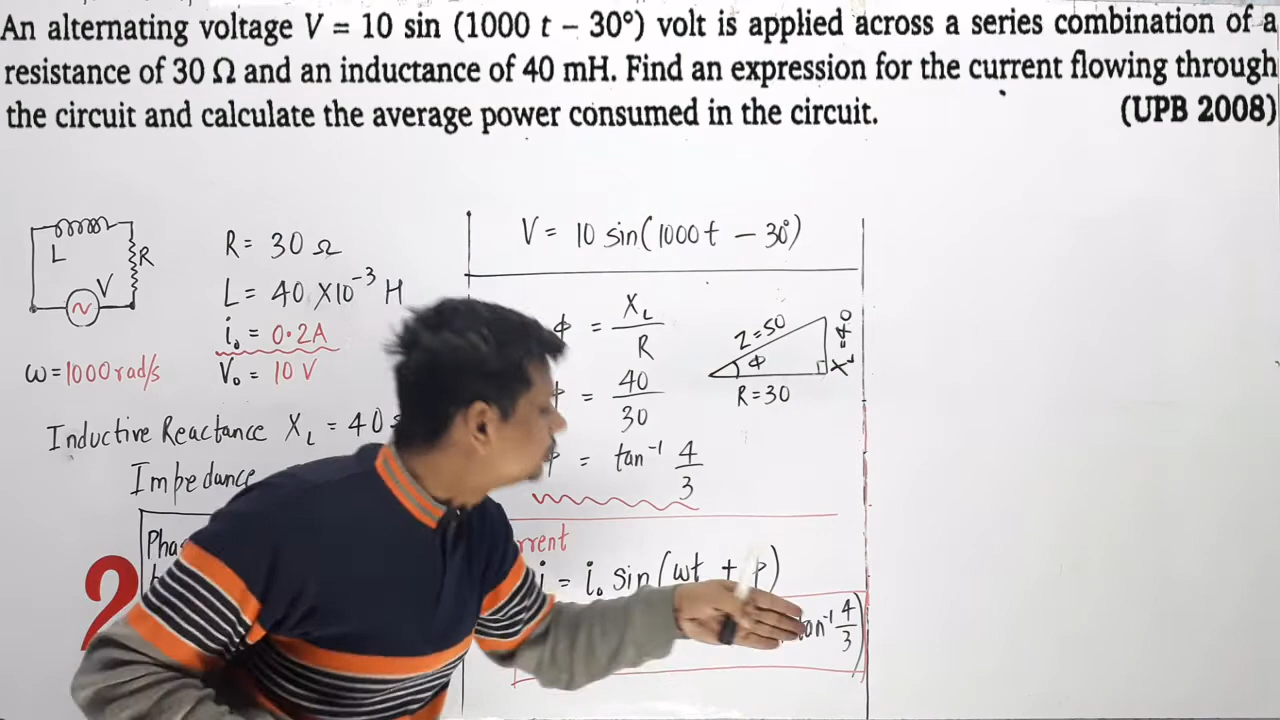 An alternating voltage V = 10 sin (1000 t – 30°) volt is applied across a series combination of a
resistance of 30 Ω and an inductance of 40 mH. Find an expression for the current flowing through
the circuit and calculate the average power consumed in the circuit. (UPB 2008)
L
R
V
ω = 1000 rad/s
R = 30 Ω
L = 40 × 10⁻³ H
i₀ = 0.2A
V₀ = 10 V
Inductive Reactance X_L = 40
Impedance
Phas
2
V = 10 sin(1000t – 30°)
ϕ = X_L / R
= 40 / 30
= tan⁻¹ 4/3
Z=50
ϕ
R=30
X_L=40
rrent
i = i₀ sin(ωt +
tan⁻¹ 4/3)